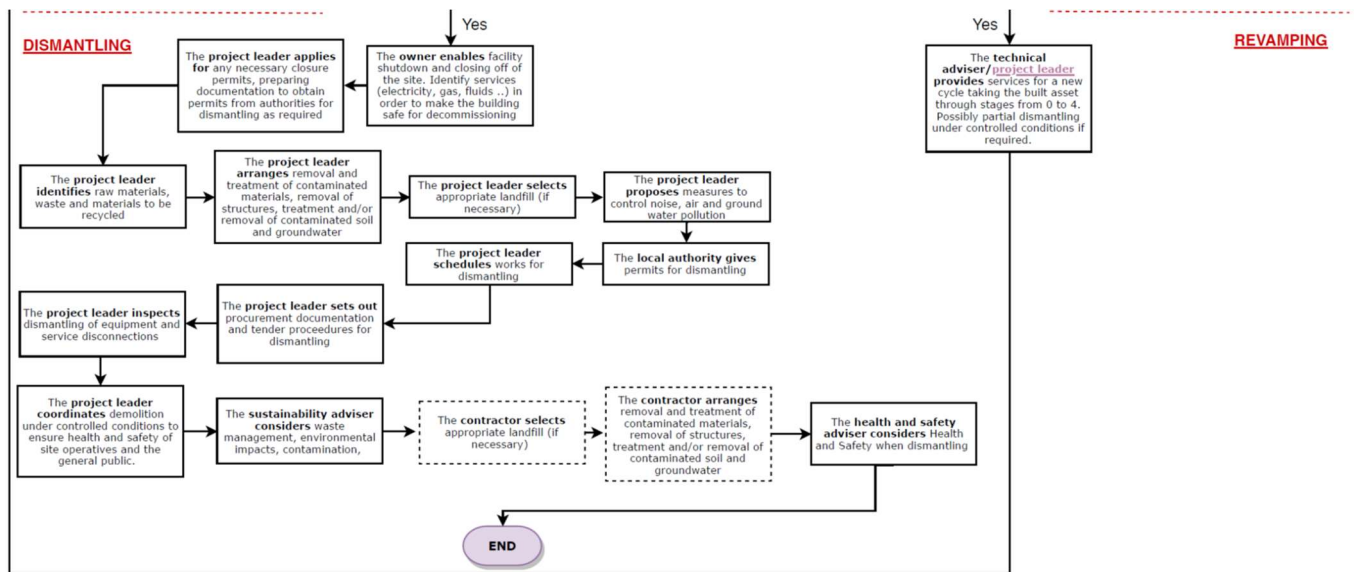 Yes
Yes
DISMANTLING
REVAMPING
The project leader applies
for any necessary closure
permits, preparing
documentation to obtain
permits from authorities for
dismantling as required
The owner enables facility
shutdown and closing off of
the site. Identify services
(electricity, gas, fluids ..) in
order to make the building
safe for decommissioning
The technical
adviser/project leader
provides services for a new
cycle taking the built asset
through stages from 0 to 4.
Possibly partial dismantling
under controlled conditions if
required.
The project leader
identifies raw materials,
waste and materials to be
recycled
The project leader
arranges removal and
treatment of contaminated
materials, removal of
structures, treatment and/or
removal of contaminated soil
and groundwater
The project leader selects
appropriate landfill (if
necessary)
The project leader
proposes measures to
control noise, air and ground
water pollution
The project leader
schedules works for
dismantling
The local authority gives
permits for dismantling
The project leader inspects
dismantling of equipment and
service disconnections
The project leader sets out
procurement documentation
and tender proceedures for
dismantling
The project leader
coordinates demolition
under controlled conditions to
ensure health and safety of
site operatives and the
general public.
The sustainability adviser
considers waste
management, environmental
impacts, contamination,
The contractor selects
appropriate landfill (if
necessary)
The contractor arranges
removal and treatment of
contaminated materials,
removal of structures,
treatment and/or removal of
contaminated soil and
groundwater
The health and safety
adviser considers Health
and Safety when dismantling
END